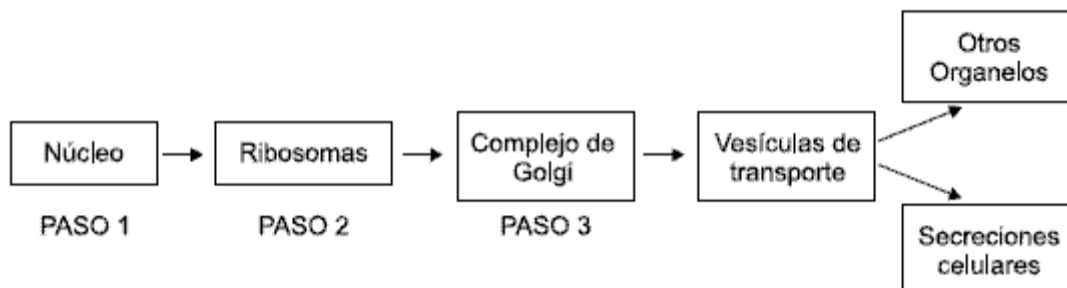 Otros
Organelos
Núcleo
Ribosomas
Complejo de
Golgi
Vesículas de
transporte
PASO 1
PASO 2
PASO 3
Secreciones
celulares